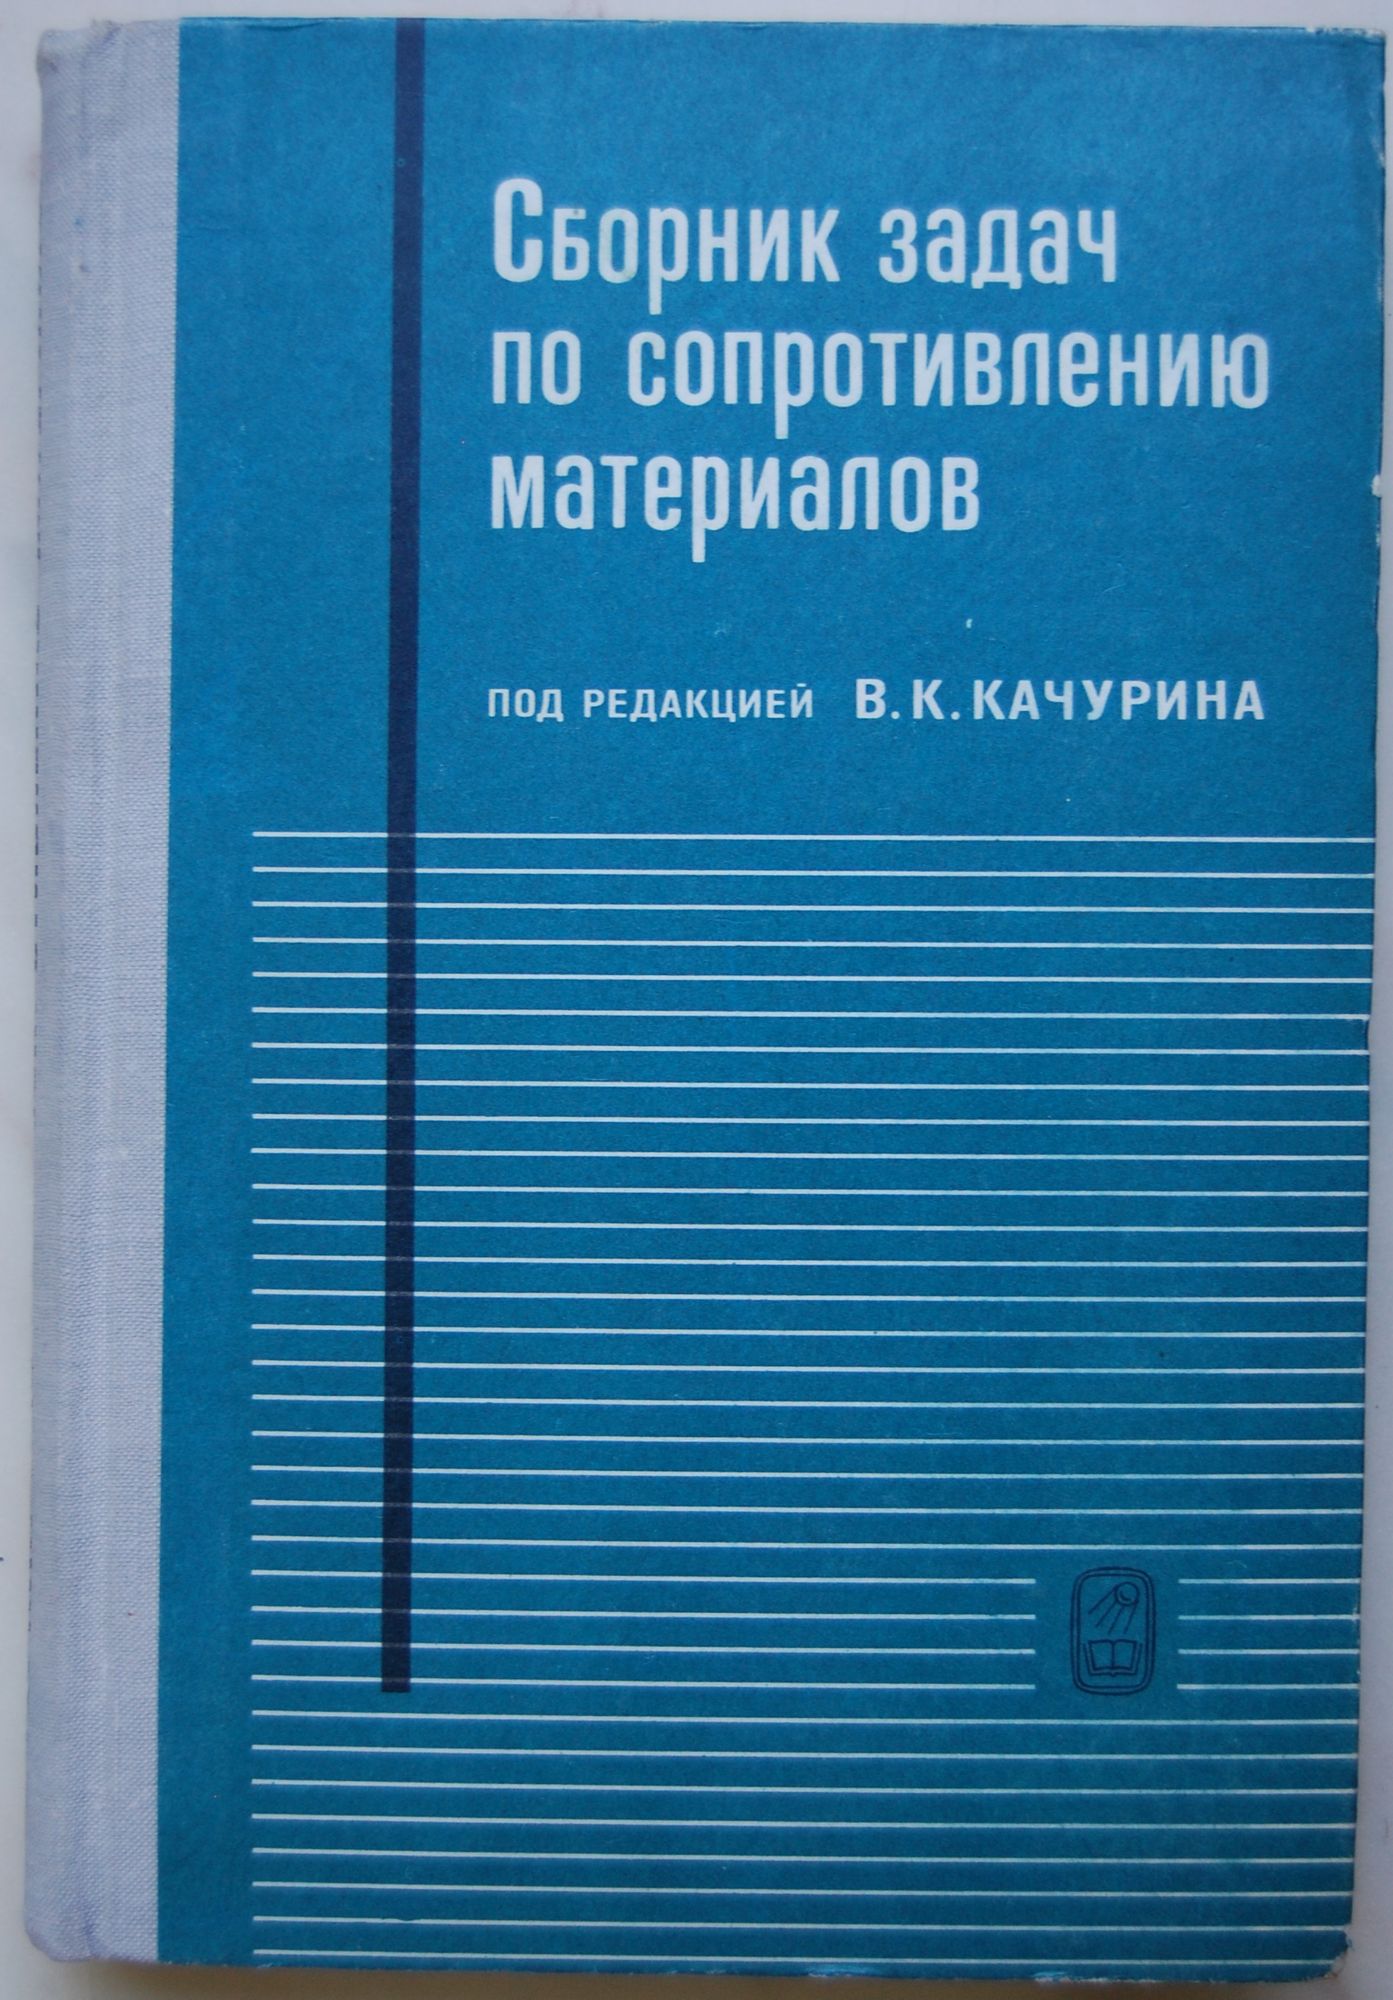 Сборник задач
по сопротивлению
материалов
ПОД РЕДАКЦИЕЙ В.К.КАЧУРИНА